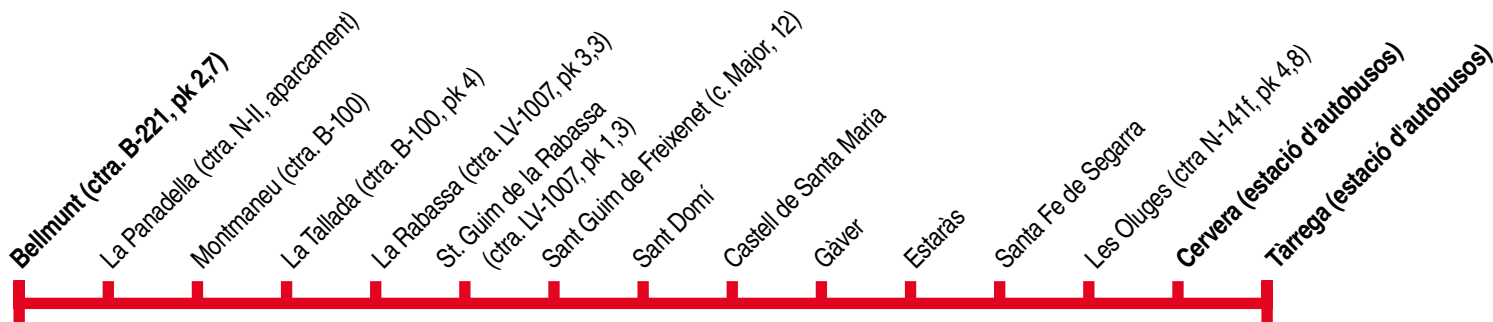 Bellmunt (ctra. B-221, pk 2,7)
La Panadella (ctra. N-II, aparcament)
Montmaneu (ctra. B-100)
La Tallada (ctra. B-100, pk 4)
La Rabassa (ctra. LV-1007, pk 3,3)
St. Guim de la Rabassa
(ctra. LV-1007, pk 1,3)
Sant Guim de Freixenet (c. Major, 12)
Sant Domí
Castell de Santa Maria
Gàver
Estaràs
Santa Fe de Segarra
Les Oluges (ctra N-141f, pk 4,8)
Cervera (estació d'autobusos)
Tàrrega (estació d'autobusos)